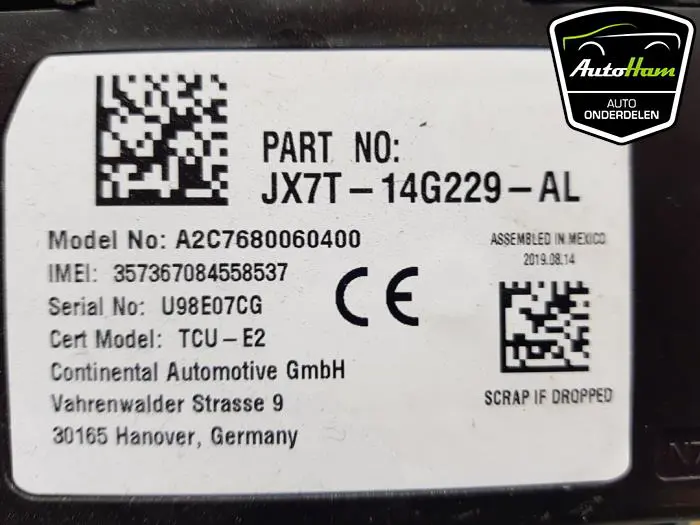 AutoHam
AUTO
ONDERDELEN
PART NO:
JX7T-14G229-AL
Model No: A2C7680060400
IMEI: 357367084558537
Serial No: U98E07CG
Cert Model: TCU-E2
Continental Automotive GmbH
Vahrenwalder Strasse 9
30165 Hanover, Germany
ASSEMBLED IN MEXICO
2019.08.14
CE
SCRAP IF DROPPED